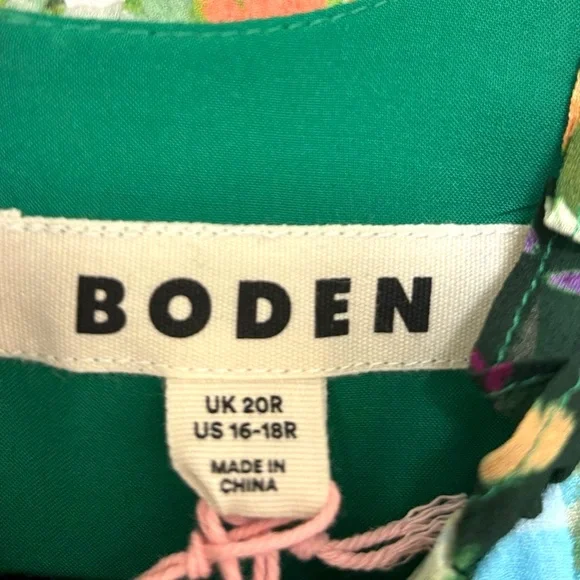 BODEN
UK 20R
US 16-18R
MADE IN
CHINA